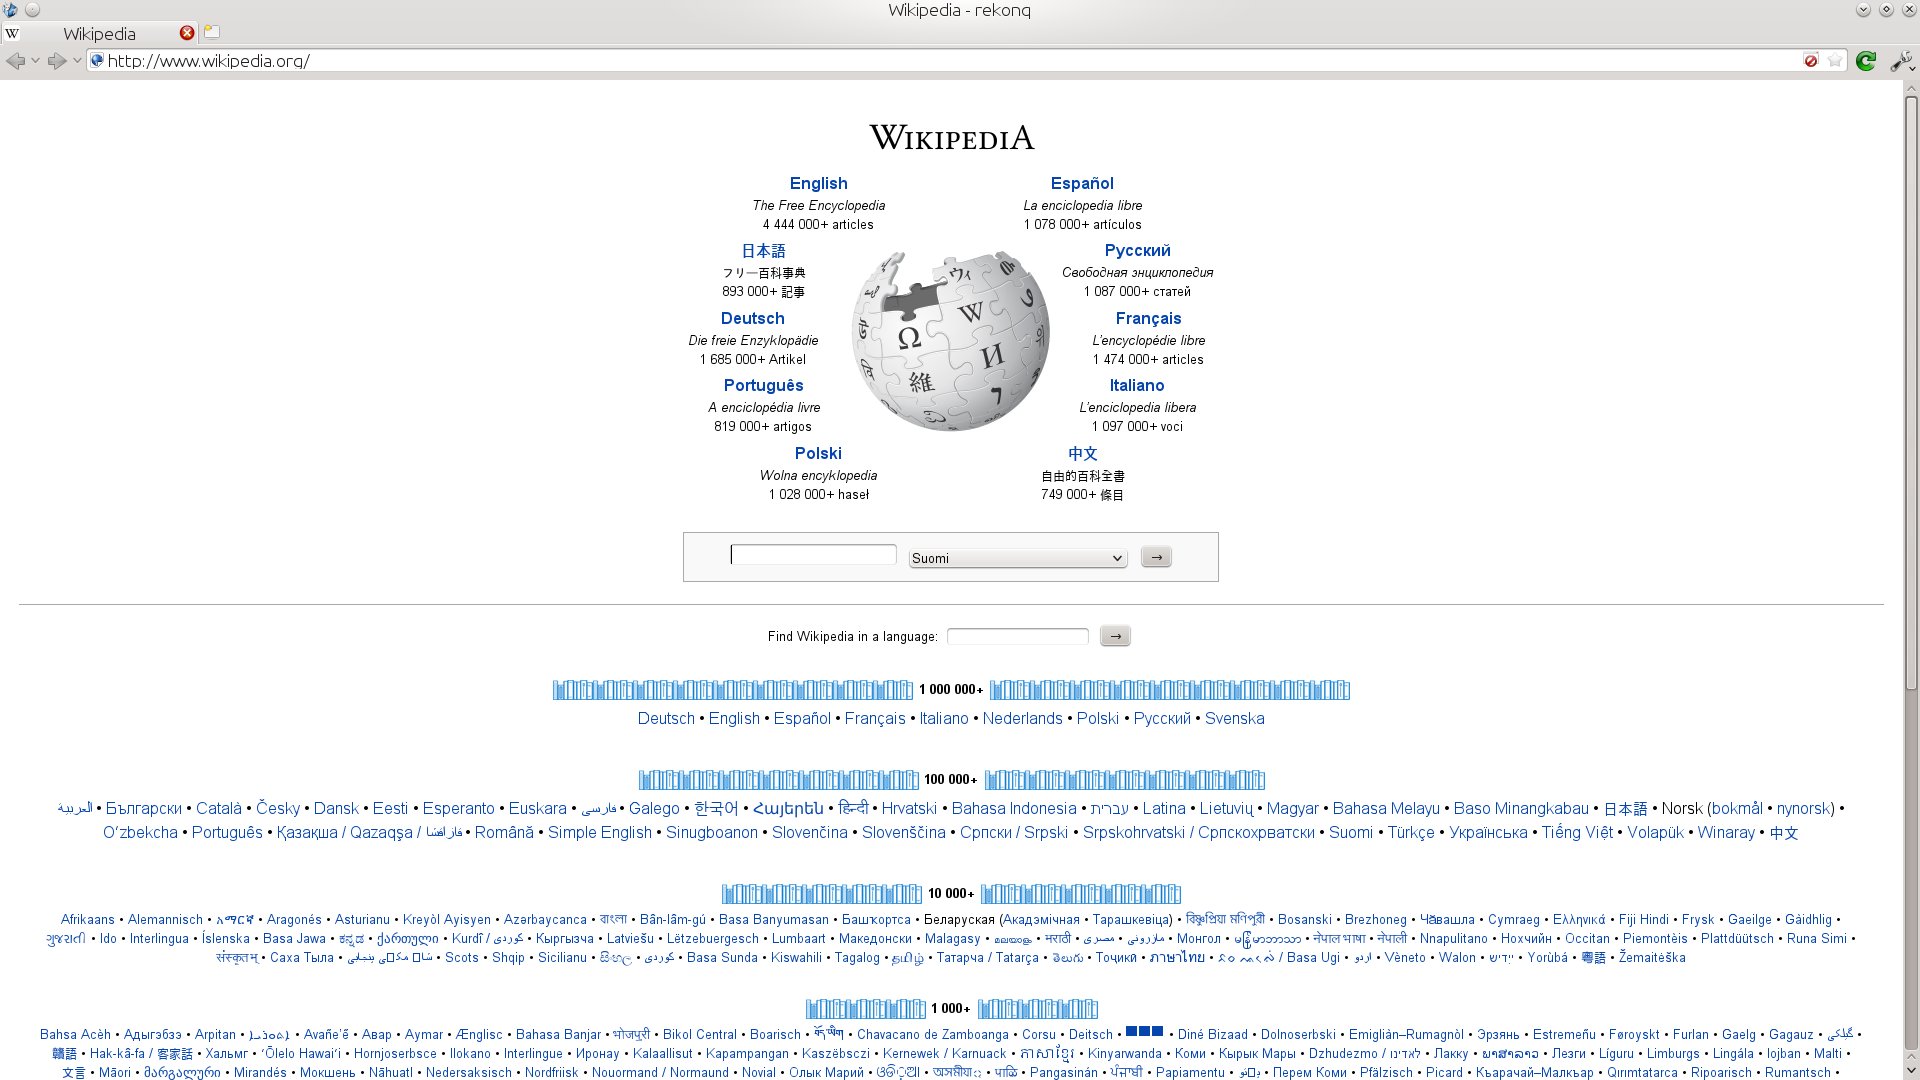 Wikipedia - rekonq
W Wikipedia
http://www.wikipedia.org/
WIKIPEDIA
English
The Free Encyclopedia
4 444 000+ articles
Español
La enciclopedia libre
1 078 000+ artículos
日本語
フリー百科事典
893 000+ 記事
Русский
Свободная энциклопедия
1 087 000+ статей
Deutsch
Die freie Enzyklopädie
1 685 000+ Artikel
Français
L'encyclopédie libre
1 474 000+ articles
Português
A enciclopédia livre
819 000+ artigos
Italiano
L'enciclopedia libera
1 097 000+ voci
Polski
Wolna encyklopedia
1 028 000+ haseł
中文
自由的百科全書
749 000+ 條目
Ω W И 維 ウィ
Suomi →
Find Wikipedia in a language: →
1 000 000+
Deutsch • English • Español • Français • Italiano • Nederlands • Polski • Русский • Svenska
100 000+
العربية • Български • Català • Česky • Dansk • Eesti • Esperanto • Euskara • فارسی • Galego • 한국어 • Հայերեն • हिन्दी • Hrvatski • Bahasa Indonesia • עברית • Latina • Lietuvių • Magyar • Bahasa Melayu • Baso Minangkabau • 日本語 • Norsk (bokmål • nynorsk) •
O‘zbekcha • Português • Қазақша / Qazaqşa / قازاقشا • Română • Simple English • Sinugboanon • Slovenčina • Slovenščina • Српски / Srpski • Srpskohrvatski / Српскохрватски • Suomi • Türkçe • Українська • Tiếng Việt • Volapük • Winaray • 中文
10 000+
Afrikaans • Alemannisch • አማርኛ • Aragonés • Asturianu • Kreyòl Ayisyen • Azərbaycanca • বাংলা • Bân-lâm-gú • Basa Banyumasan • Башҡортса • Беларуская (Акадэмічная • Тарашкевіца) • বিষ্ণুপ্রিয়া মণিপুরী • Bosanski • Brezhoneg • Чӑвашла • Cymraeg • Ελληνικά • Fiji Hindi • Frysk • Gaeilge • Gàidhlig •
ગુજરાતી • Ido • Interlingua • Íslenska • Basa Jawa • ಕನ್ನಡ • ქართული • Kurdî / كوردی • Кыргызча • Latviešu • Lëtzebuergesch • Lumbaart • Македонски • Malagasy • മലയാളം • मराठी • مصرى • مازِرونی • Монгол • မြန်မာဘာသာ • नेपाल भाषा • नेपाली • Nnapulitano • Нохчийн • Occitan • Piemontèis • Plattdüütsch • Runa Simi •
संस्कृतम् • Саха Тыла • Scots • Shqip • Sicilianu • සිංහල • كوردی • Basa Sunda • Kiswahili • Tagalog • தமிழ் • Татарча / Tatarça • తెలుగు • Тоҷикӣ • ภาษาไทย • / Basa Ugi • اردو • Vèneto • Walon • ייִדיש • Yorùbá • 粵語 • Žemaitėška
1 000+
Bahsa Acèh • Адыгэбзэ • Arpitan • Avañe'ẽ • Авар • Aymar • Ænglisc • Bahasa Banjar • भोजपुरी • Bikol Central • Boarisch • བོད་ཡིག • Chavacano de Zamboanga • Corsu • Deitsch • Diné Bizaad • Dolnoserbski • Emigliàn–Rumagnòl • Эрзянь • Estremeñu • Føroyskt • Furlan • Gaelg • Gagauz • گیلکی •
贛語 • Hak-kâ-fa / 客家話 • Хальмг • ʻŌlelo Hawaiʻi • Hornjoserbsce • Ilokano • Interlingue • Иронау • Kalaallisut • Kapampangan • Kaszëbsczi • Kernewek / Karnuack • ភាសាខ្មែរ • Kinyarwanda • Коми • Кырык Мары • Dzhudezmo / לאדינו • Лакку • ພາສາລາວ • Лезги • Líguru • Limburgs • Lingála • lojban • Malti •
文言 • Māori • მარგალური • Mirandés • Мокшень • Nāhuatl • Nedersaksisch • Nordfriisk • Nouormand / Normaund • Novial • Олык Марий • পাৰি • Pangasinán • ਪੰਜਾਬੀ • Papiamentu • Перем Коми • Pfälzisch • Picard • Къарачай–Малкъар • Qırımtatarca • Ripoarisch • Rumantsch •